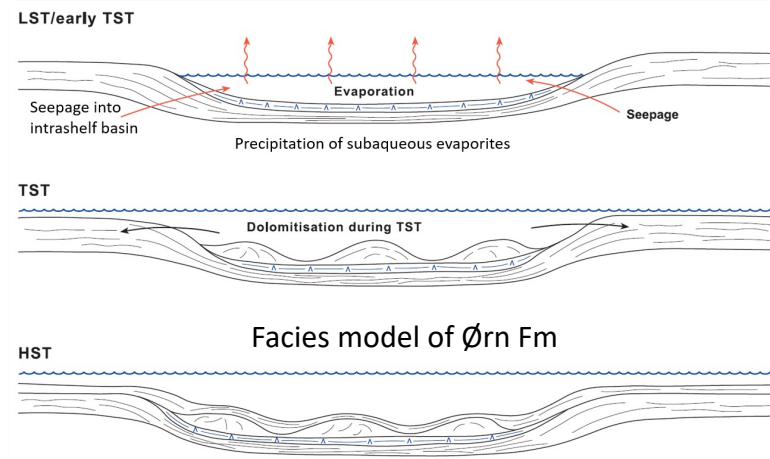 LST/early TST
Evaporation
Seepage into
intrashelf basin
Seepage
Precipitation of subaqueous evaporites
TST
Dolomitisation during TST
Facies model of Ørn Fm
HST